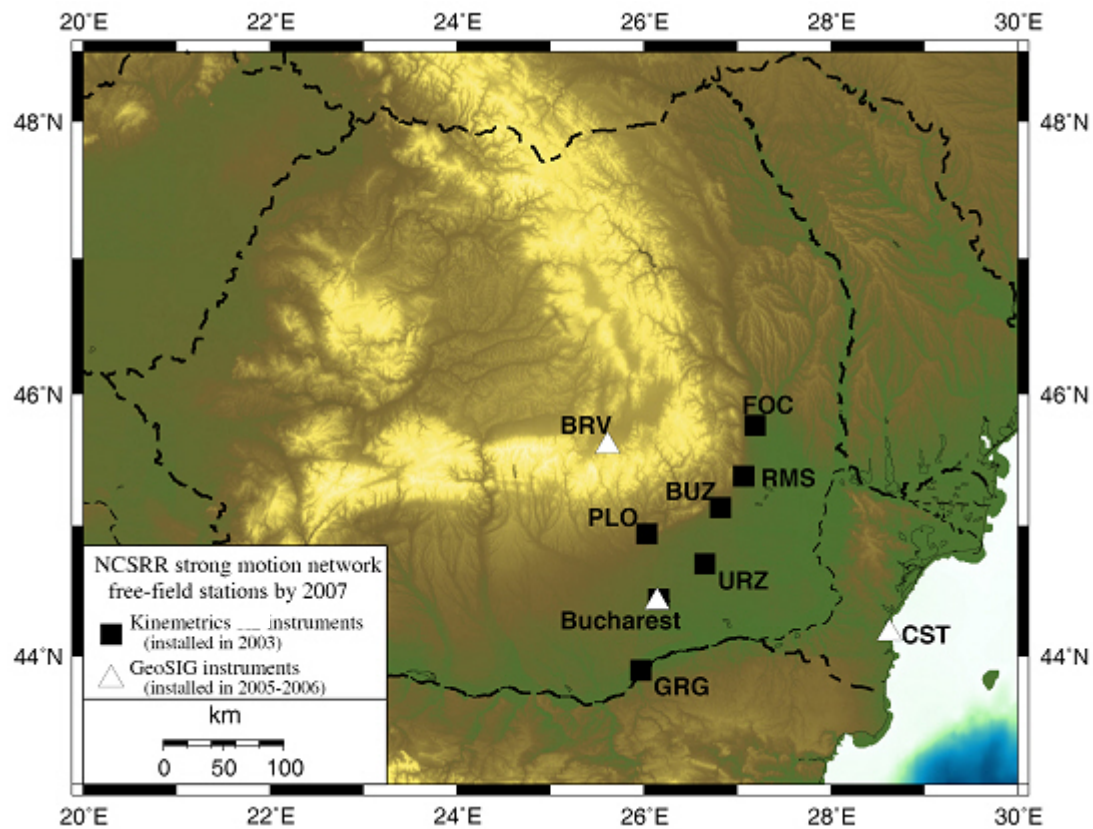 20°E 22°E 24°E 26°E 28°E 30°E
48°N 48°N
46°N 46°N
FOC
BRV
RMS
BUZ
PLO
URZ
Bucharest
CST
44°N 44°N
GRG
NCSRR strong motion network
free-field stations by 2007
Kinemetrics instruments
(installed in 2003)
GeoSIG instruments
(installed in 2005-2006)
km
0 50 100
20°E 22°E 24°E 26°E 28°E 30°E